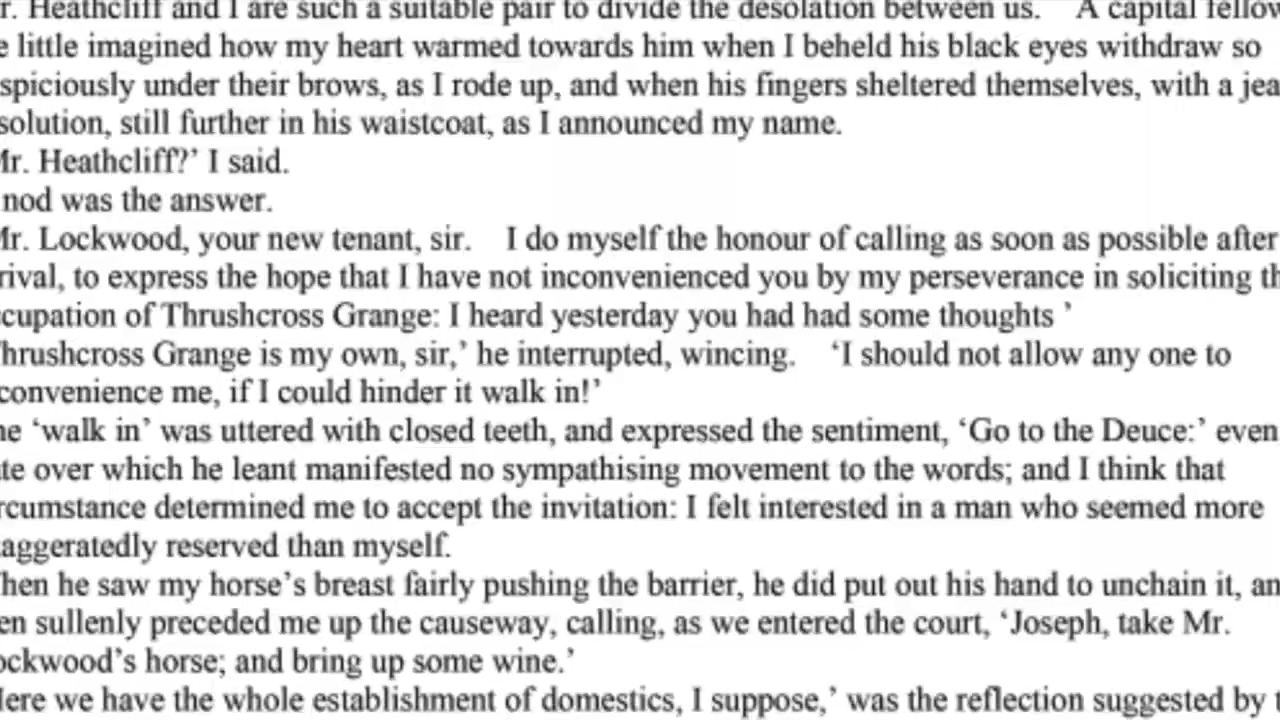 r. Heathcliff and I are such a suitable pair to divide the desolation between us. A capital fellow
e little imagined how my heart warmed towards him when I beheld his black eyes withdraw so
spiciously under their brows, as I rode up, and when his fingers sheltered themselves, with a jea
solution, still further in his waistcoat, as I announced my name.
Mr. Heathcliff?’ I said.
nod was the answer.
Mr. Lockwood, your new tenant, sir. I do myself the honour of calling as soon as possible after
rival, to express the hope that I have not inconvenienced you by my perseverance in soliciting th
cupation of Thrushcross Grange: I heard yesterday you had had some thoughts ’
Thrushcross Grange is my own, sir,’ he interrupted, wincing. ‘I should not allow any one to
convenience me, if I could hinder it walk in!’
he ‘walk in’ was uttered with closed teeth, and expressed the sentiment, ‘Go to the Deuce:’ even
te over which he leant manifested no sympathising movement to the words; and I think that
rcumstance determined me to accept the invitation: I felt interested in a man who seemed more
aggeratedly reserved than myself.
hen he saw my horse’s breast fairly pushing the barrier, he did put out his hand to unchain it, an
en sullenly preceded me up the causeway, calling, as we entered the court, ‘Joseph, take Mr.
ockwood’s horse; and bring up some wine.’
Here we have the whole establishment of domestics, I suppose,’ was the reflection suggested by t